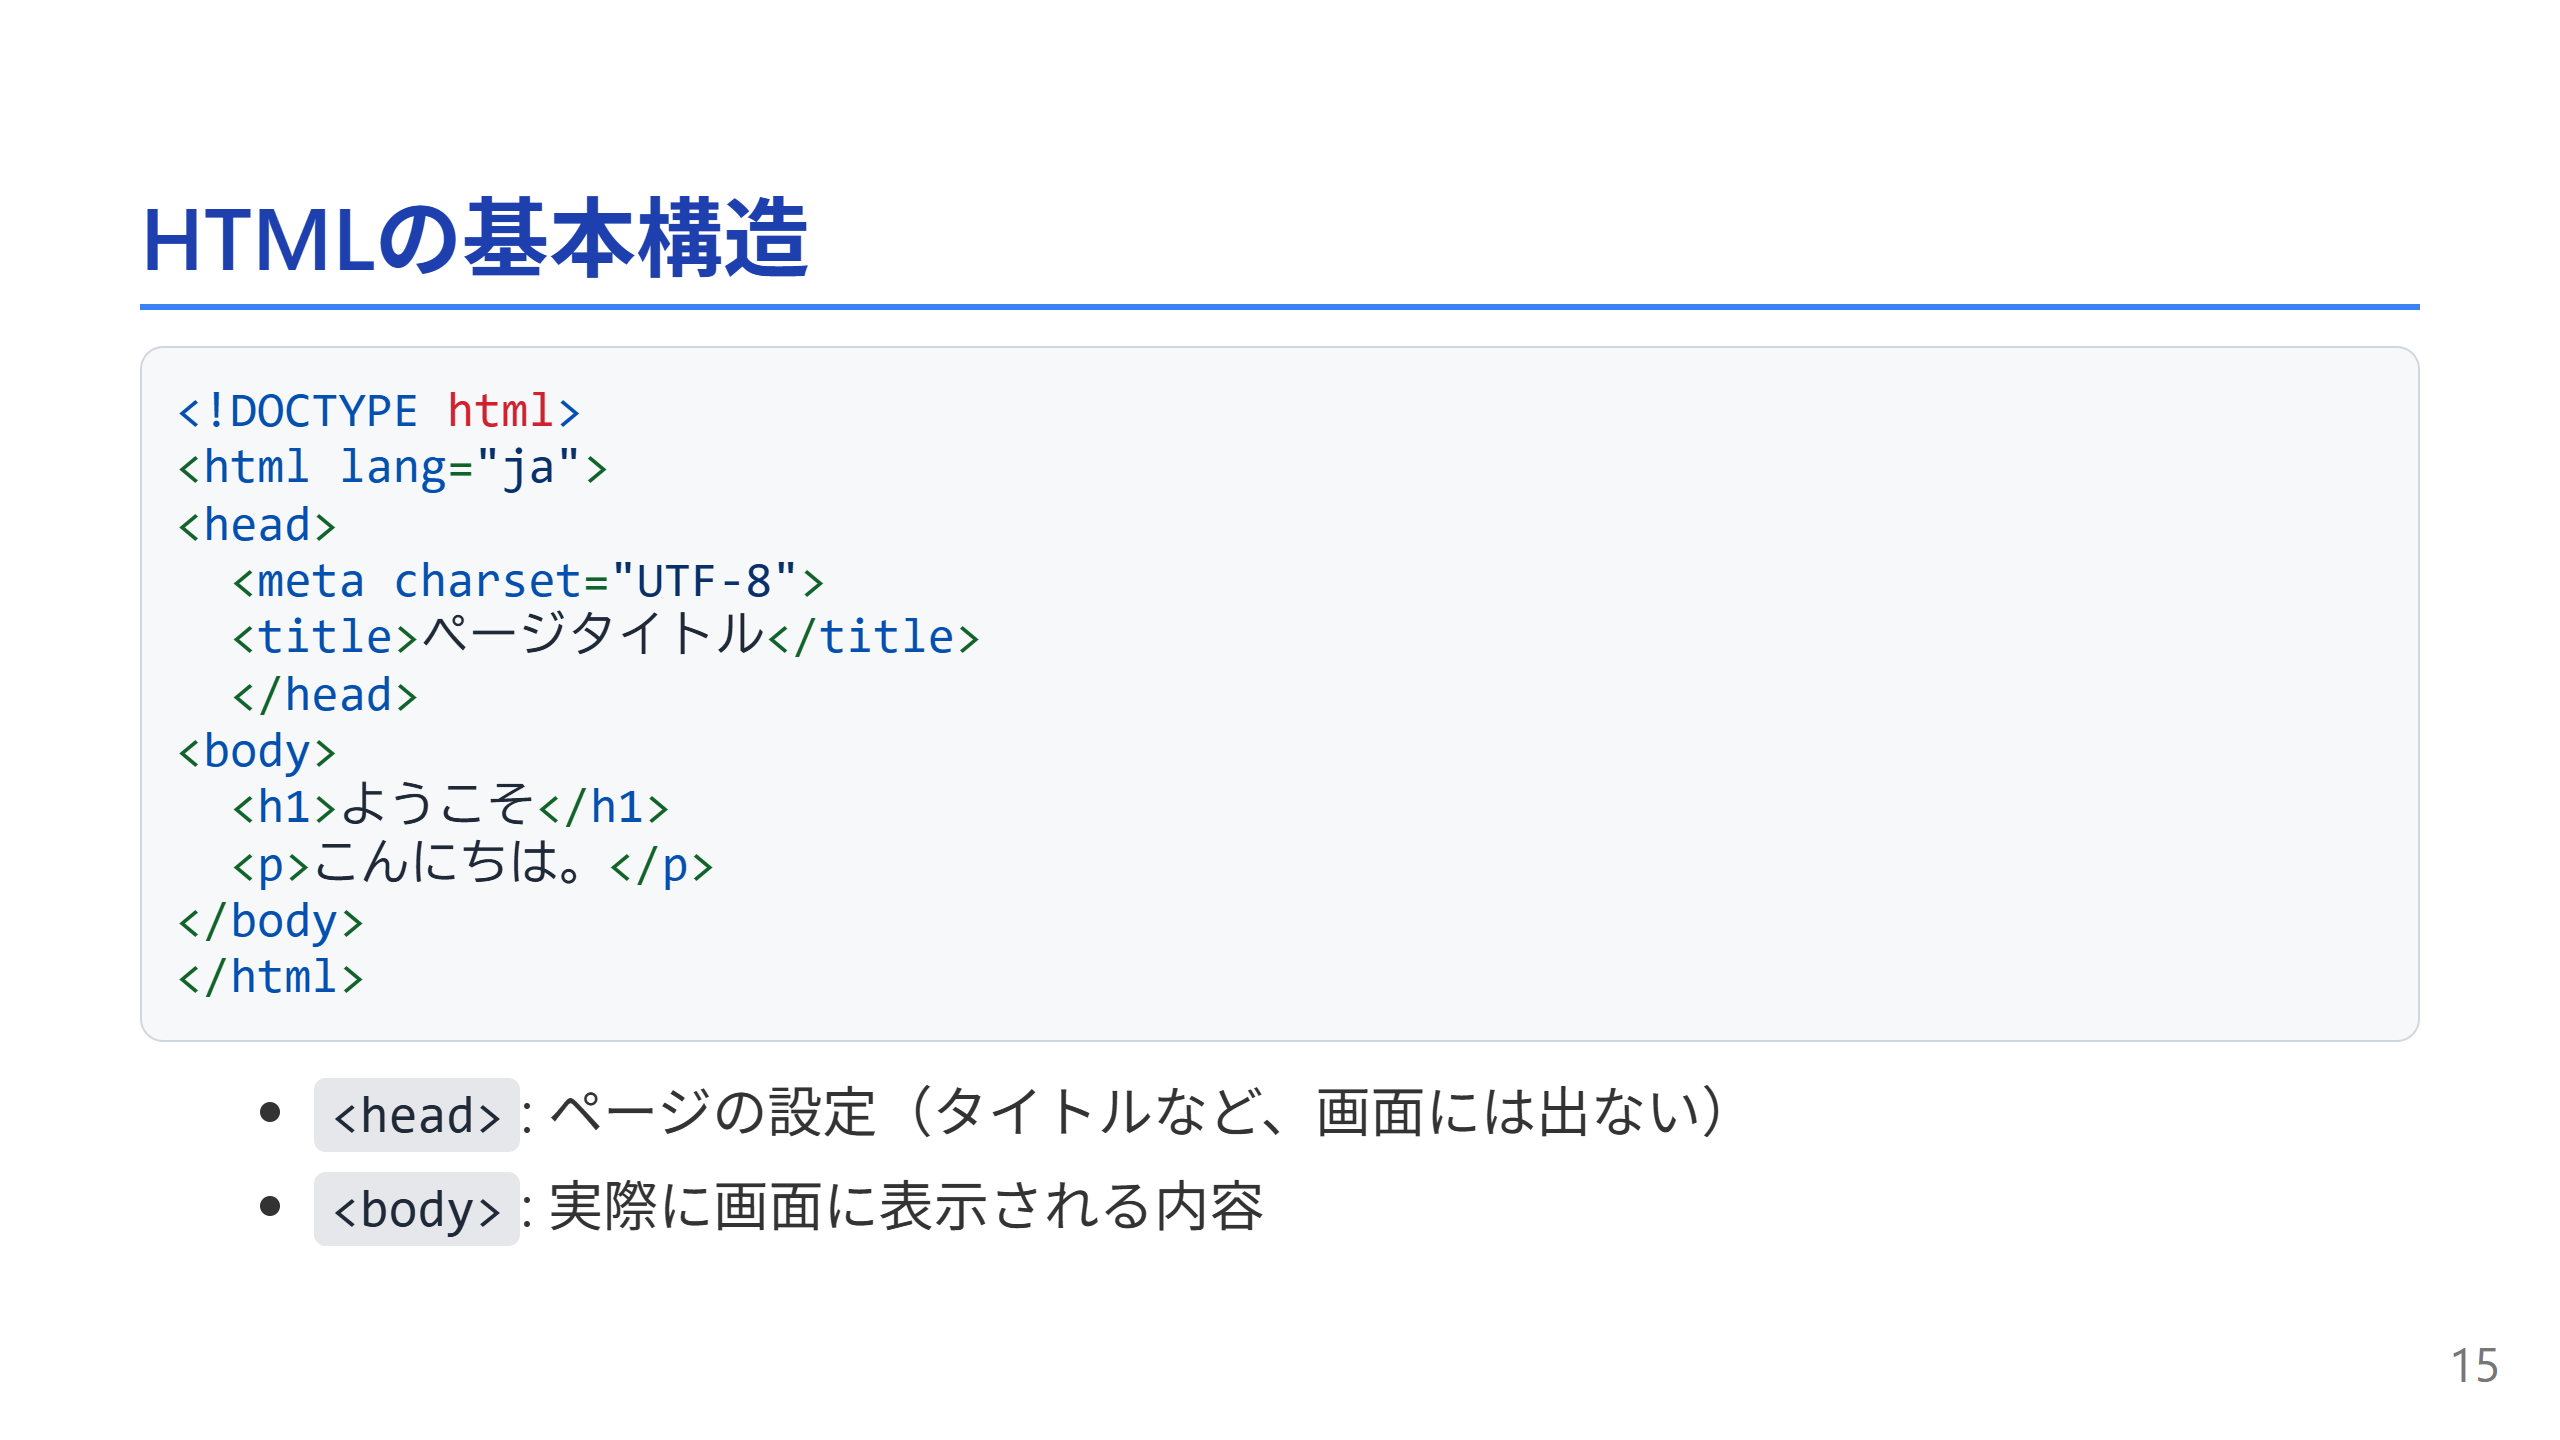 HTMLの基本構造
<!DOCTYPE html>
<html lang="ja">
<head>
  <meta charset="UTF-8">
  <title>ページタイトル</title>
  </head>
<body>
  <h1>ようこそ</h1>
  <p>こんにちは。</p>
</body>
</html>
• <head>: ページの設定（タイトルなど、画面には出ない）
• <body>: 実際に画面に表示される内容
15